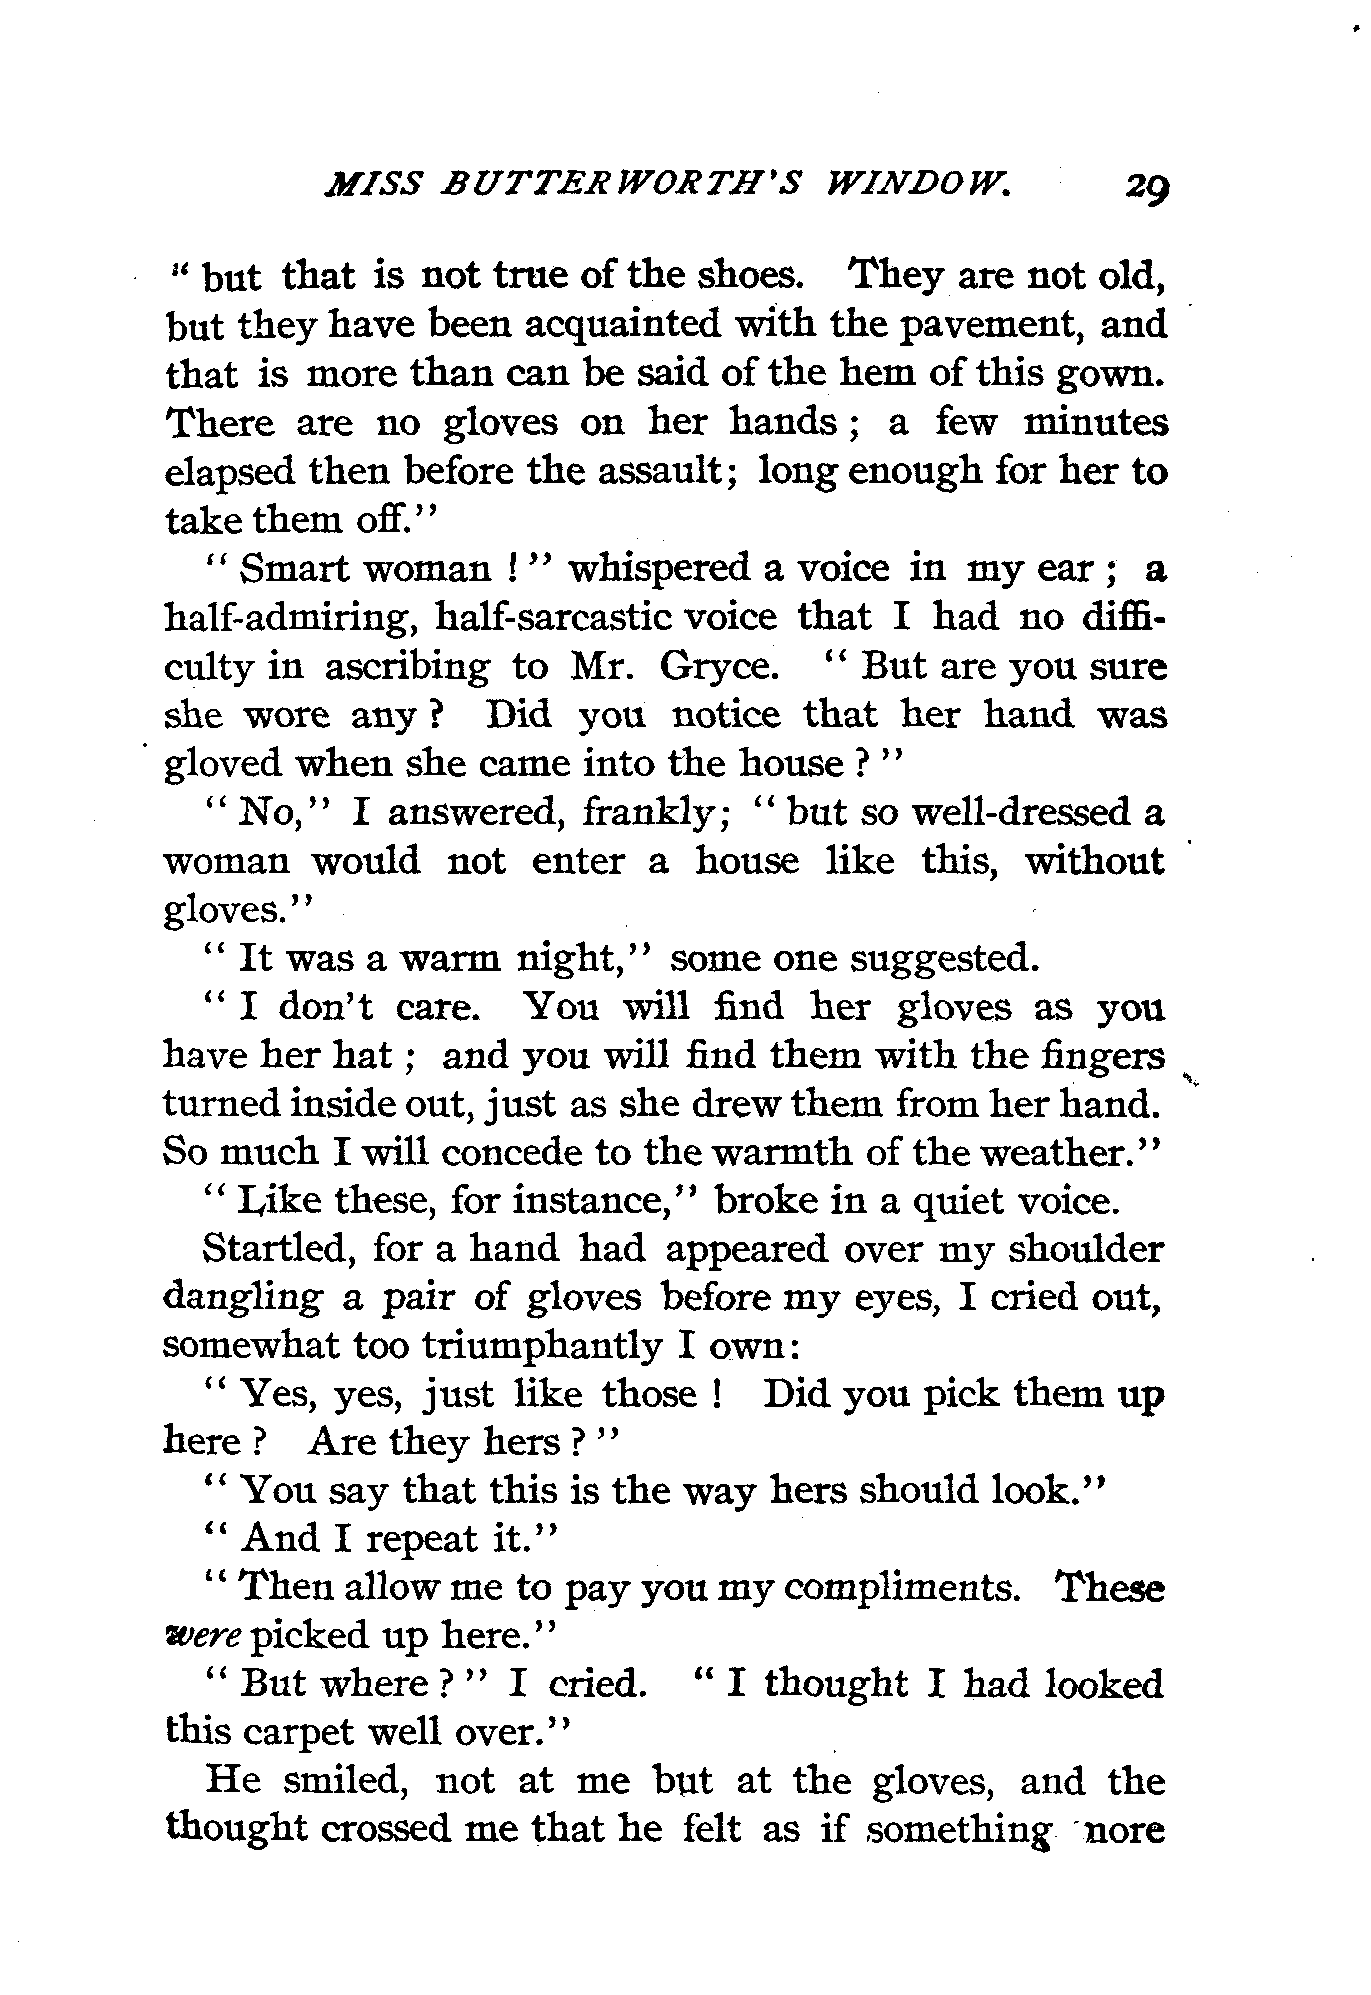 MISS BUTTERWORTH'S WINDOW. 29
" but that is not true of the shoes. They are not old,
but they have been acquainted with the pavement, and
that is more than can be said of the hem of this gown.
There are no gloves on her hands ; a few minutes
elapsed then before the assault; long enough for her to
take them off."
" Smart woman ! " whispered a voice in my ear ; a
half-admiring, half-sarcastic voice that I had no diffi-
culty in ascribing to Mr. Gryce. " But are you sure
she wore any ? Did you notice that her hand was
gloved when she came into the house ? "
" No," I answered, frankly; " but so well-dressed a
woman would not enter a house like this, without
gloves."
" It was a warm night," some one suggested.
" I don't care. You will find her gloves as you
have her hat ; and you will find them with the fingers
turned inside out, just as she drew them from her hand.
So much I will concede to the warmth of the weather."
" Like these, for instance," broke in a quiet voice.
Startled, for a hand had appeared over my shoulder
dangling a pair of gloves before my eyes, I cried out,
somewhat too triumphantly I own:
" Yes, yes, just like those ! Did you pick them up
here ? Are they hers ? "
" You say that this is the way hers should look."
" And I repeat it."
" Then allow me to pay you my compliments. These
were picked up here."
" But where ? " I cried. " I thought I had looked
this carpet well over."
He smiled, not at me but at the gloves, and the
thought crossed me that he felt as if something nore